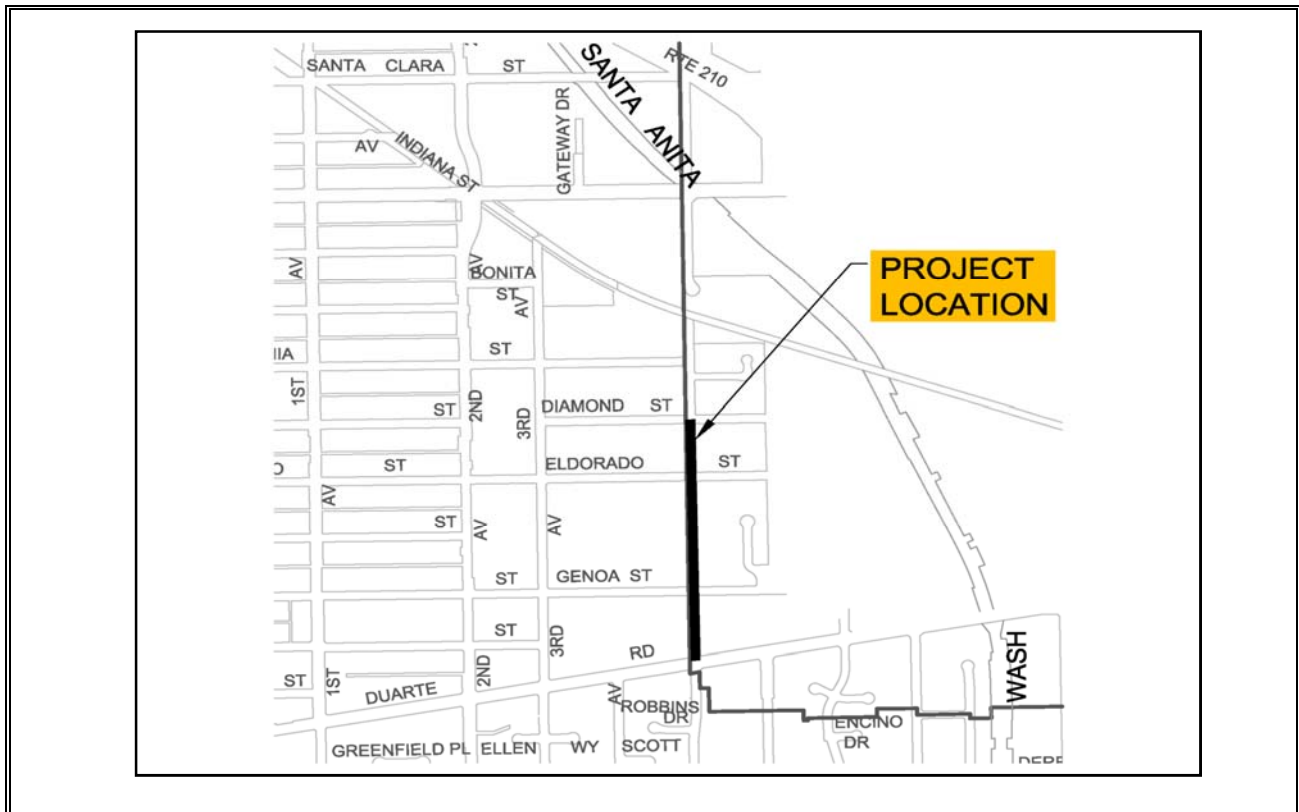 SANTA CLARA ST
SANTA ANITA
RTE 210
GATEWAY DR
AV
INDIANA ST
AV
AV
BONITA
ST
AV
ST
1ST
2ND
3RD
DIAMOND ST
ST
PROJECT
LOCATION
ST
ELDORADO
ST
AV
ST
AV
AV
ST
GENOA ST
ST
3RD
RD
ST
1ST
2ND
DUARTE
AV
ROBBINS
DR
WASH
ENCINO
DR
GREENFIELD PL
ELLEN WY
SCOTT